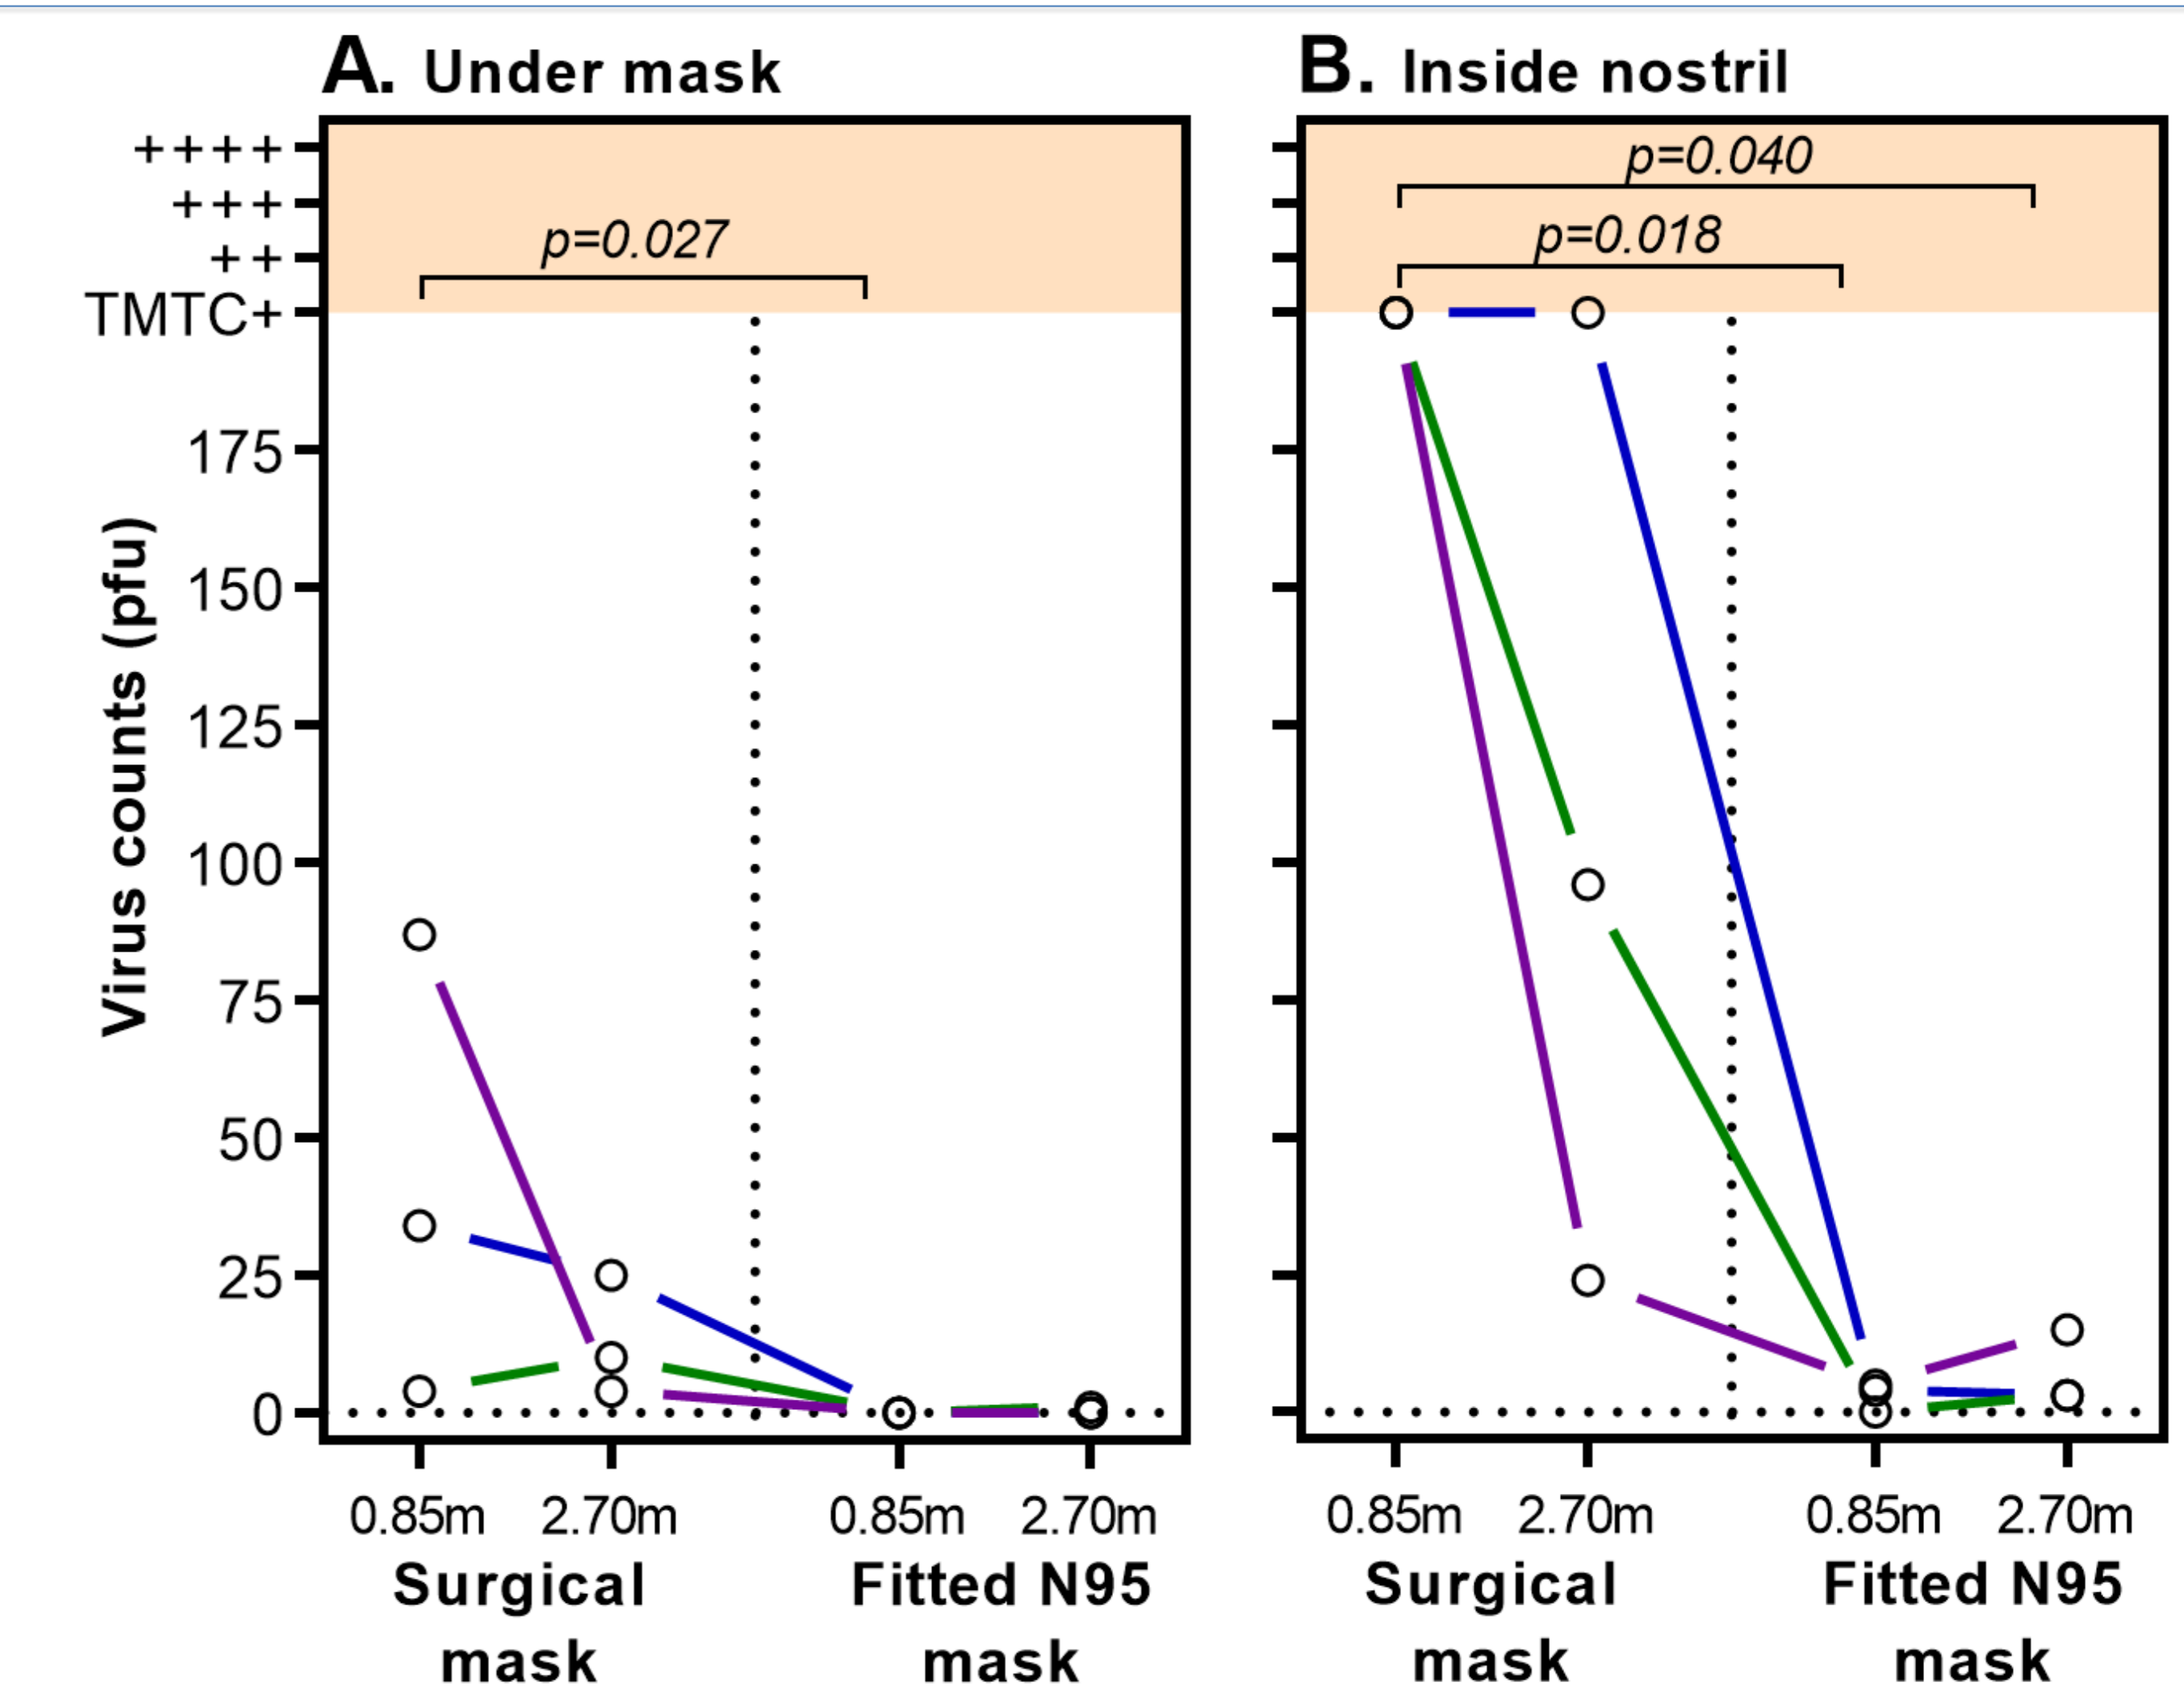 A. Under mask
B. Inside nostril
++++
+++
++
TMTC+
175
150
125
100
75
50
25
0
Virus counts (pfu)
p=0.027
p=0.040
p=0.018
0.85m 2.70m 0.85m 2.70m
Surgical mask
Fitted N95 mask
0.85m 2.70m 0.85m 2.70m
Surgical mask
Fitted N95 mask